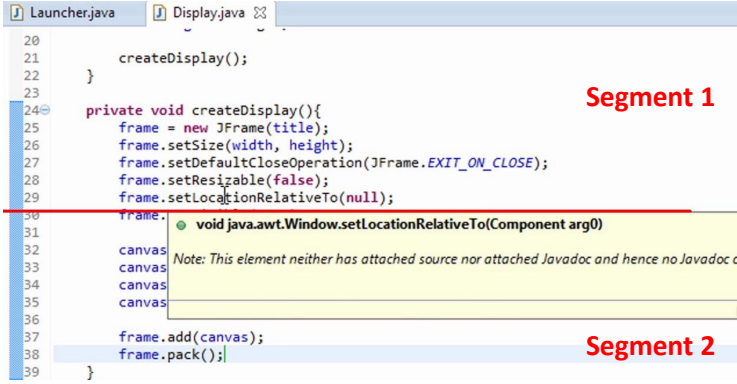 Launcher.java Display.java
20
21 createDisplay();
22 }
23
Segment 1
24 private void createDisplay(){
25 frame = new JFrame(title);
26 frame.setSize(width, height);
27 frame.setDefaultCloseOperation(JFrame.EXIT_ON_CLOSE);
28 frame.setResizable(false);
29 frame.setLocationRelativeTo(null);
30 frame.
void java.awt.Window.setLocationRelativeTo(Component arg0)
31
32 canvas
Note: This element neither has attached source nor attached Javadoc and hence no Javadoc
33 canvas
34 canvas
35 canvas
36
37 frame.add(canvas);
38 frame.pack();
Segment 2
39 }